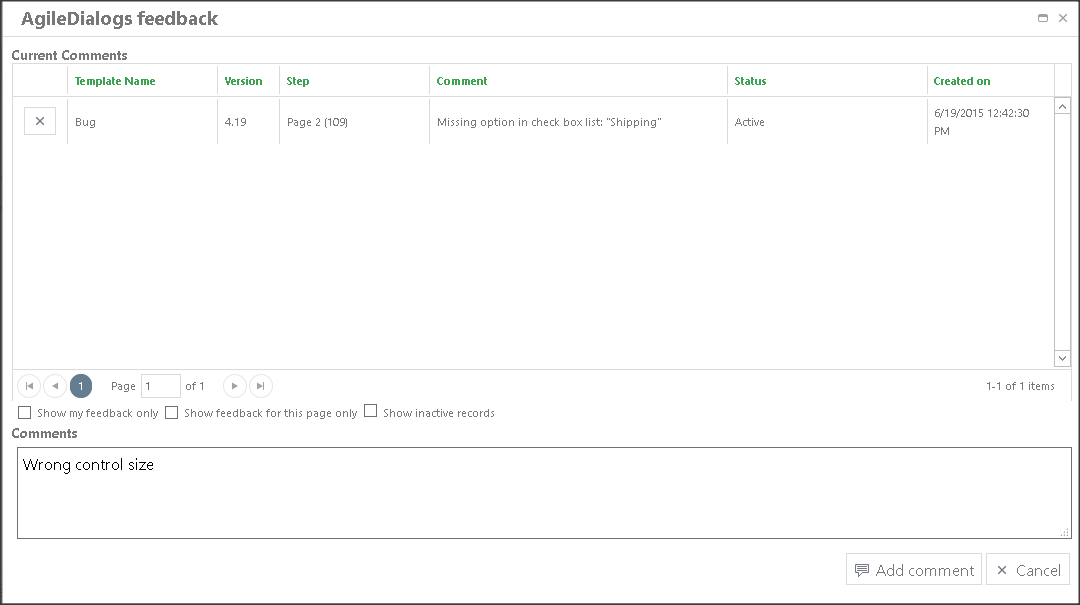 AgileDialogs feedback
Current Comments
Template Name Version Step Comment Status Created on
Bug 4.19 Page 2 (109) Missing option in check box list: "Shipping" Active 6/19/2015 12:42:30
PM
1 Page 1 of 1 1-1 of 1 items
Show my feedback only Show feedback for this page only Show inactive records
Comments
Wrong control size
Add comment Cancel